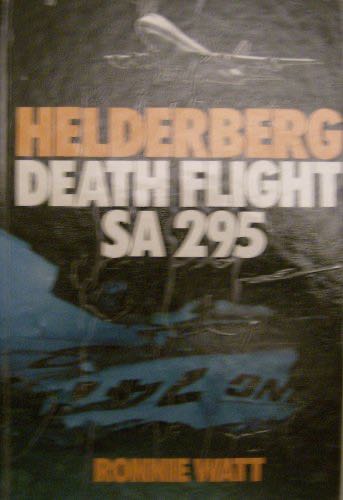 HELDERBERG
DEATH FLIGHT
SA 295
RONNIE WATT